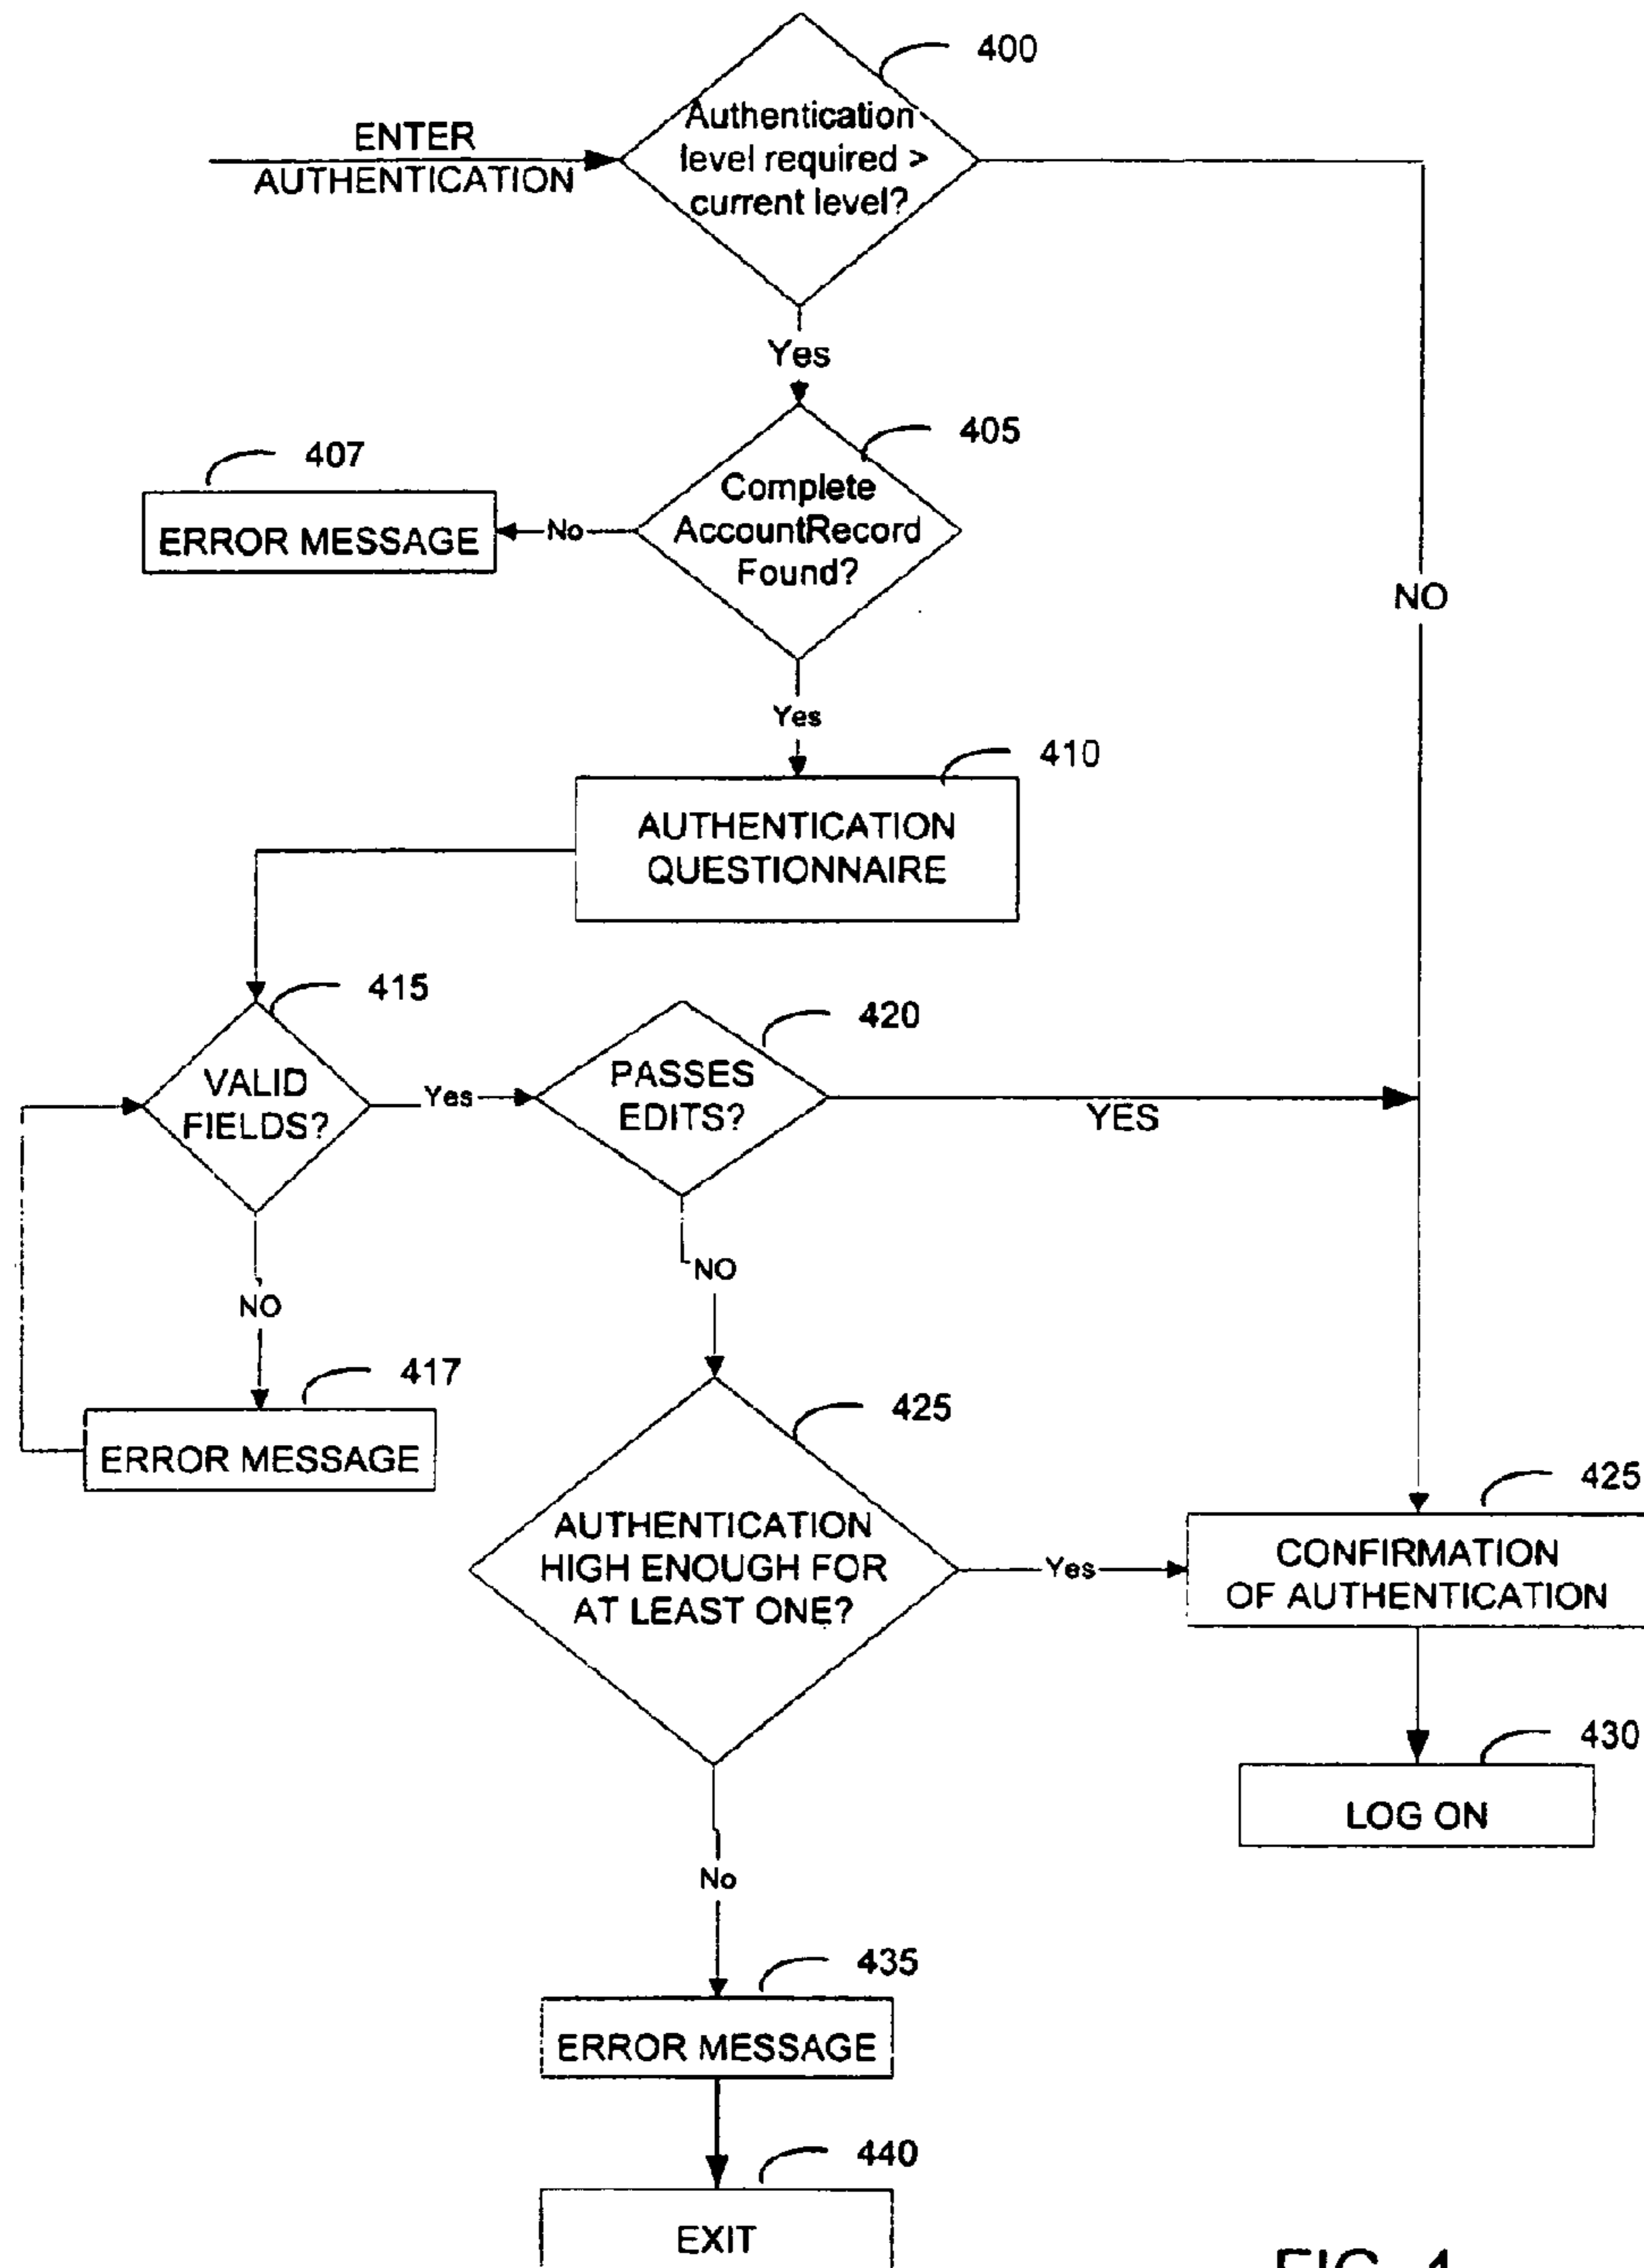 400
Authentication
level required >
current level?
ENTER
AUTHENTICATION
Yes
NO
405
Complete
AccountRecord
Found?
No
407
ERROR MESSAGE
Yes
410
AUTHENTICATION
QUESTIONNAIRE
415
VALID
FIELDS?
Yes
420
PASSES
EDITS?
YES
NO
NO
417
ERROR MESSAGE
425
AUTHENTICATION
HIGH ENOUGH FOR
AT LEAST ONE?
Yes
425
CONFIRMATION
OF AUTHENTICATION
430
LOG ON
No
435
ERROR MESSAGE
440
EXIT